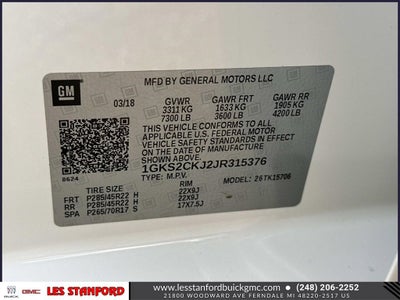 GM
MFD BY GENERAL MOTORS LLC
03/18 GVWR GAWR FRT GAWR RR
3311 KG 1633 KG 1905 KG
7300 LB 3600 LB 4200 LB
THIS VEHICLE CONFORMS TO ALL
APPLICABLE U.S. FEDERAL MOTOR
VEHICLE SAFETY STANDARDS IN EFFECT
ON THE DATE OF MANUFACTURE SHOWN ABOVE.
1GKS2CKJ2JR315376
TYPE: M.P.V.
8624
TIRE SIZE RIM 26TK15706
FRT P285/45R22 H 22X9J
RR P285/45R22 H 22X9J
SPA P265/70R17 S 17X7.5J
BUICK GMC LES STANFORD
www.lesstanfordbuickgmc.com (248) 206-2252
21800 WOODWARD AVE FERNDALE MI 48220-2517 US